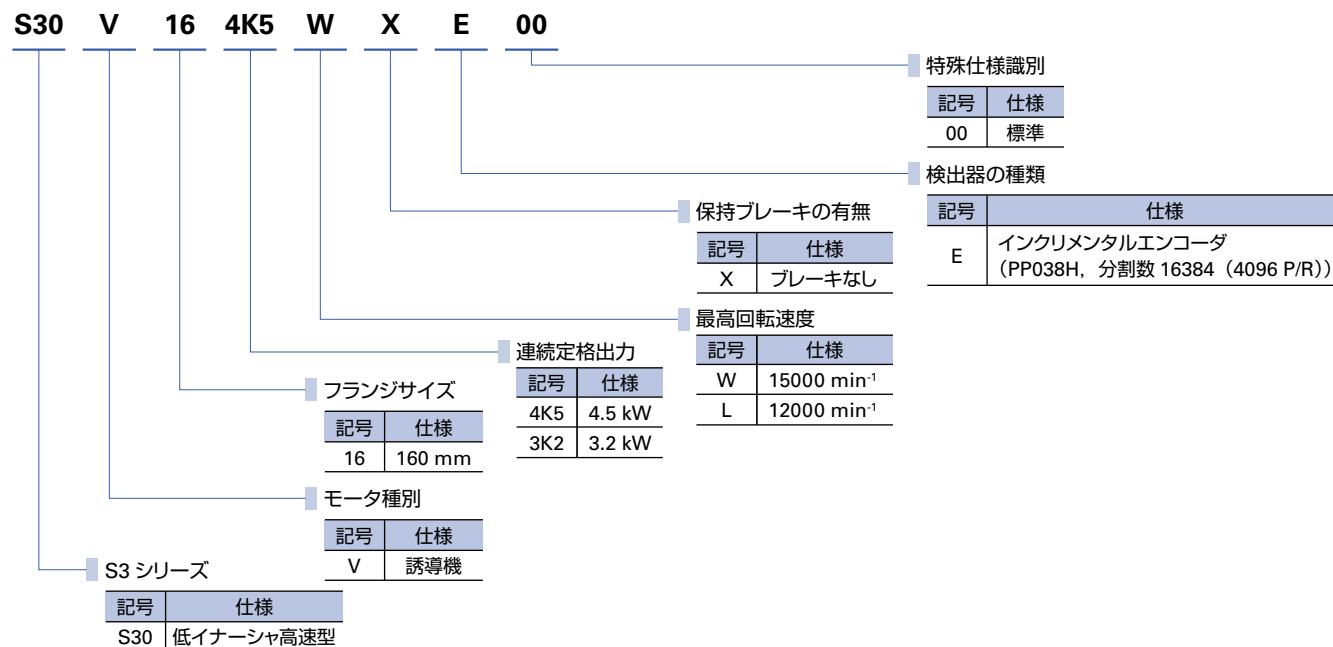 S30 V 16 4K5 W X E 00
特殊仕様識別
記号 仕様
00 標準
検出器の種類
記号 仕様
E インクリメンタルエンコーダ
（PP038H，分割数 16384（4096 P/R））
保持ブレーキの有無
記号 仕様
X ブレーキなし
最高回転速度
記号 仕様
W 15000 min-1
L 12000 min-1
連続定格出力
記号 仕様
4K5 4.5 kW
3K2 3.2 kW
フランジサイズ
記号 仕様
16 160 mm
モータ種別
記号 仕様
V 誘導機
S3 シリーズ
記号 仕様
S30 低イナーシャ高速型